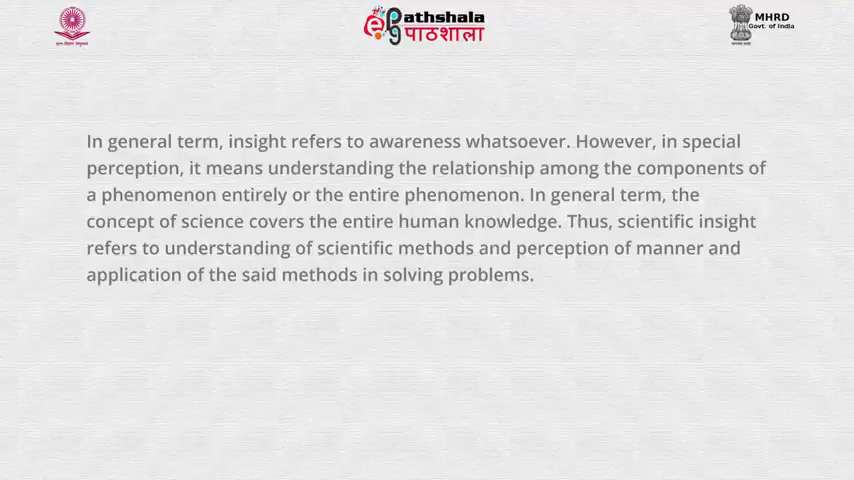 ePathshala
पाठशाला
MHRD
Govt. of India
In general term, insight refers to awareness whatsoever. However, in special
perception, it means understanding the relationship among the components of
a phenomenon entirely or the entire phenomenon. In general term, the
concept of science covers the entire human knowledge. Thus, scientific insight
refers to understanding of scientific methods and perception of manner and
application of the said methods in solving problems.